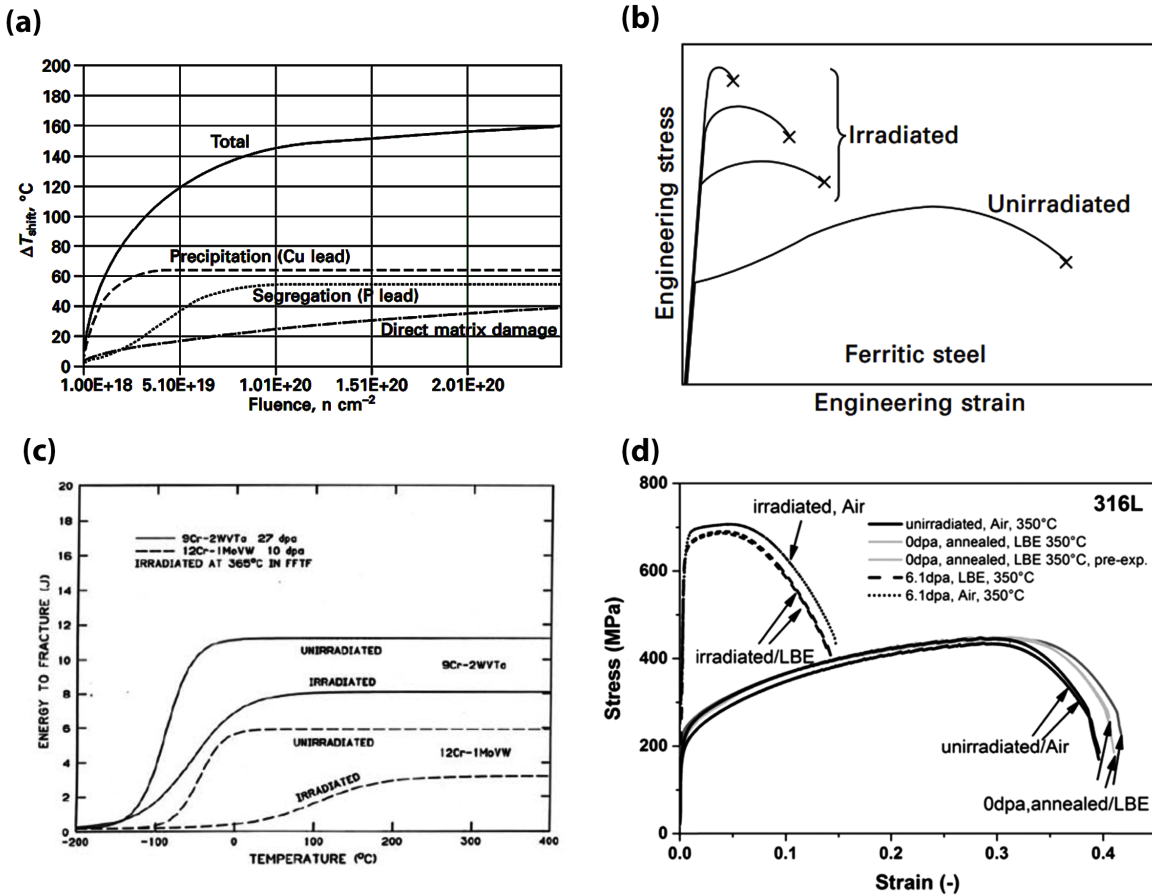 (a)
200
180
160
140
120
100
80
60
40
20
0
ΔTshift, °C
Total
Precipitation (Cu lead)
Segregation (P lead)
Direct matrix damage
1.00E+18 5.10E+19 1.01E+20 1.51E+20 2.01E+20
Fluence, n cm−2
(b)
Engineering stress
Irradiated
Unirradiated
Ferritic steel
Engineering strain
(c)
20
18
16
14
12
10
8
6
4
2
0
ENERGY TO FRACTURE (J)
9Cr-2WVTa 27 dpa
12Cr-1MoVW 10 dpa
IRRADIATED AT 365°C IN FFTF
UNIRRADIATED
9Cr-2WVTa
IRRADIATED
UNIRRADIATED
12Cr-1MoVW
IRRADIATED
-200 -100 0 100 200 300 400
TEMPERATURE (°C)
(d)
800
600
400
200
0
Stress (MPa)
316L
irradiated, Air
unirradiated, Air, 350°C
0dpa, annealed, LBE 350°C
0dpa, annealed, LBE 350°C, pre-exp.
6.1dpa, LBE, 350°C
6.1dpa, Air, 350°C
irradiated/LBE
unirradiated/Air
0dpa,annealed/LBE
0.0 0.1 0.2 0.3 0.4
Strain (-)